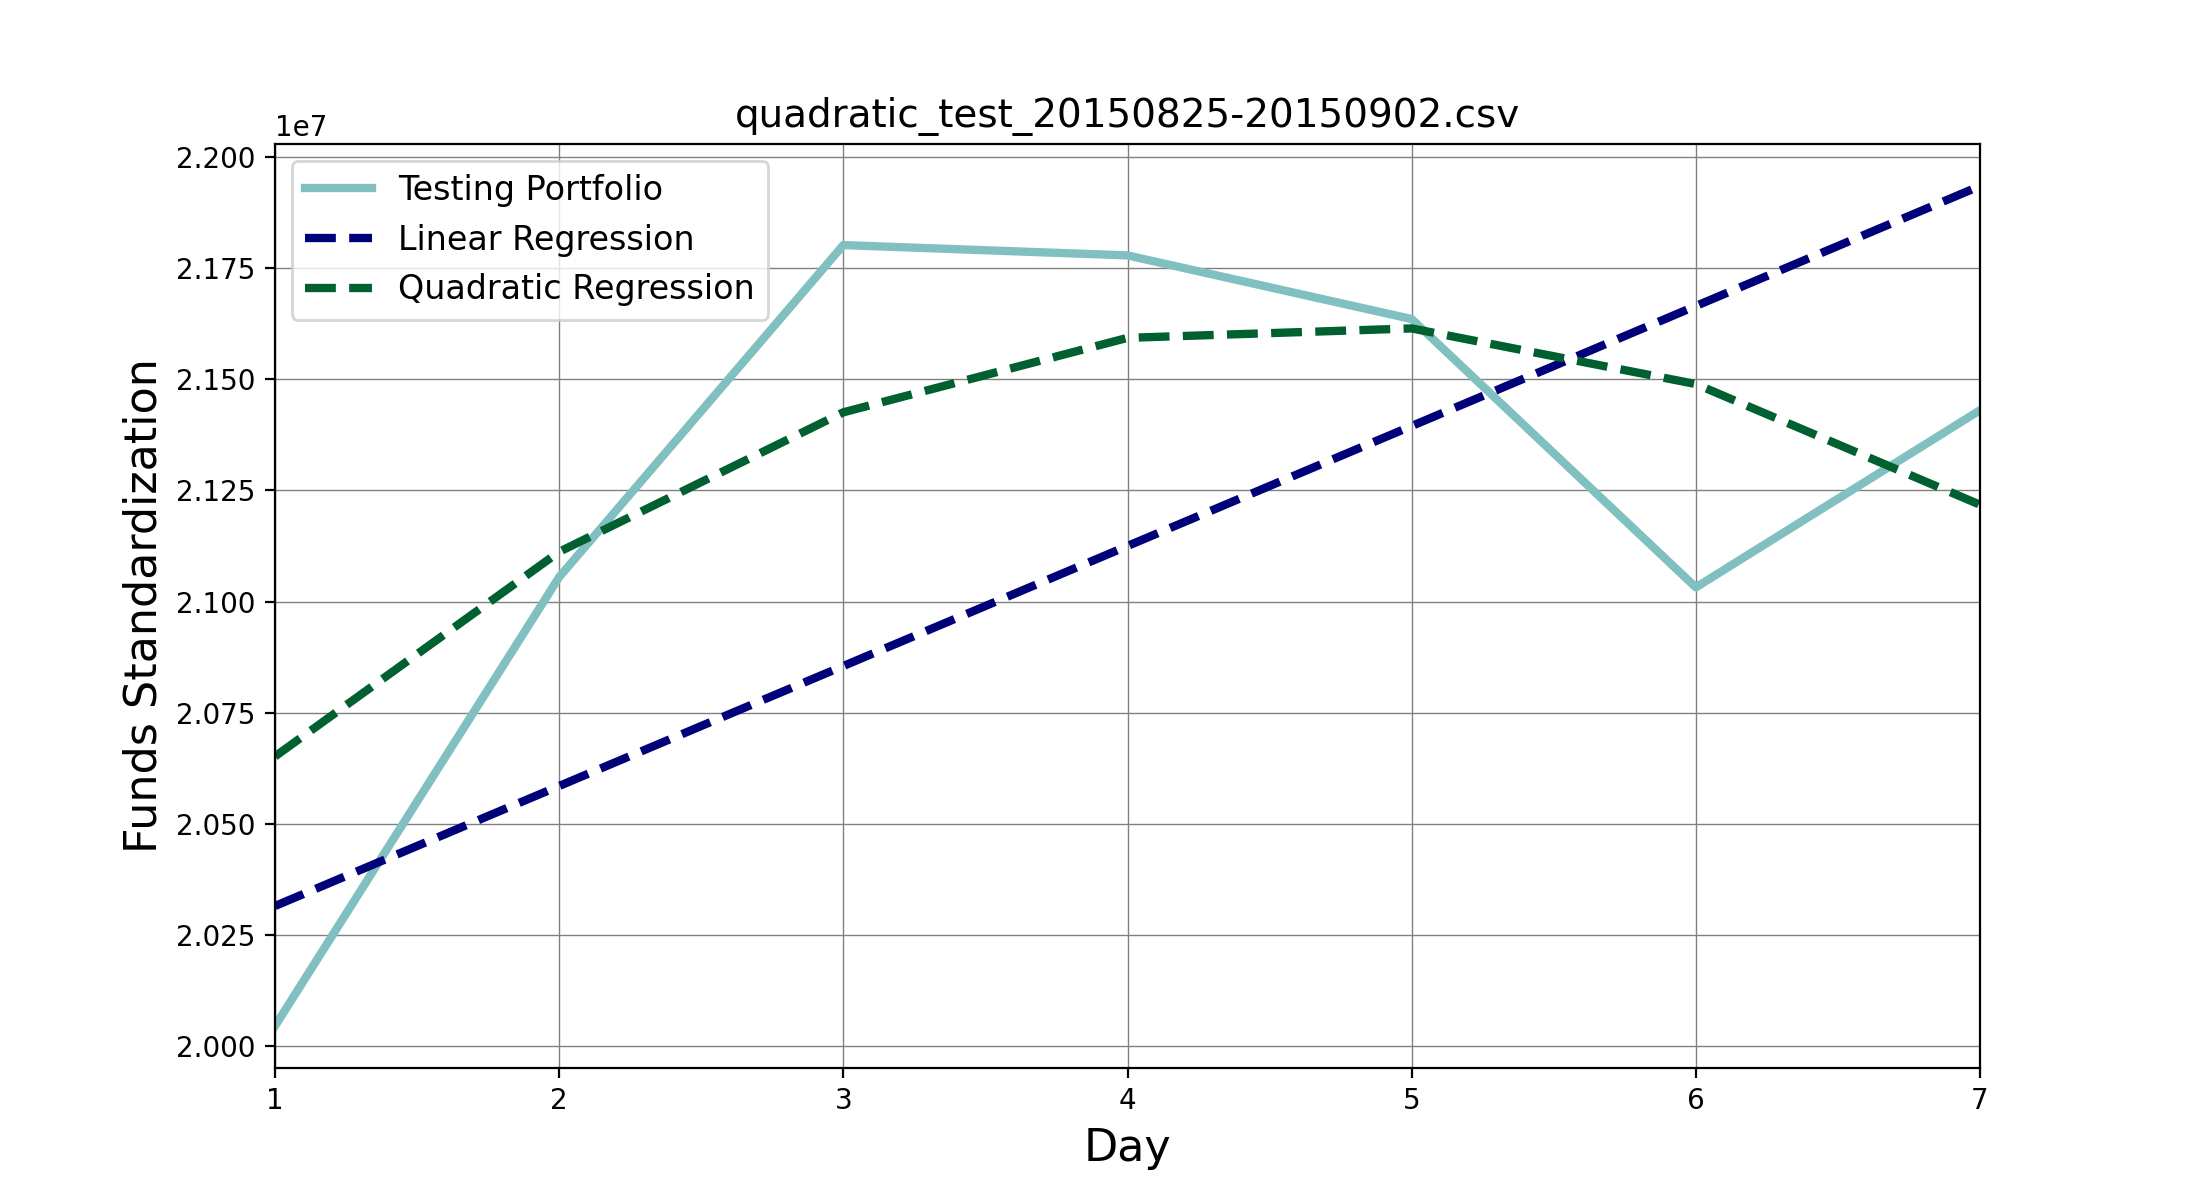 quadratic_test_20150825-20150902.csv
1e7
2.200
2.175
2.150
2.125
2.100
2.075
2.050
2.025
2.000
Funds Standardization
Testing Portfolio
Linear Regression
Quadratic Regression
1 2 3 4 5 6 7
Day